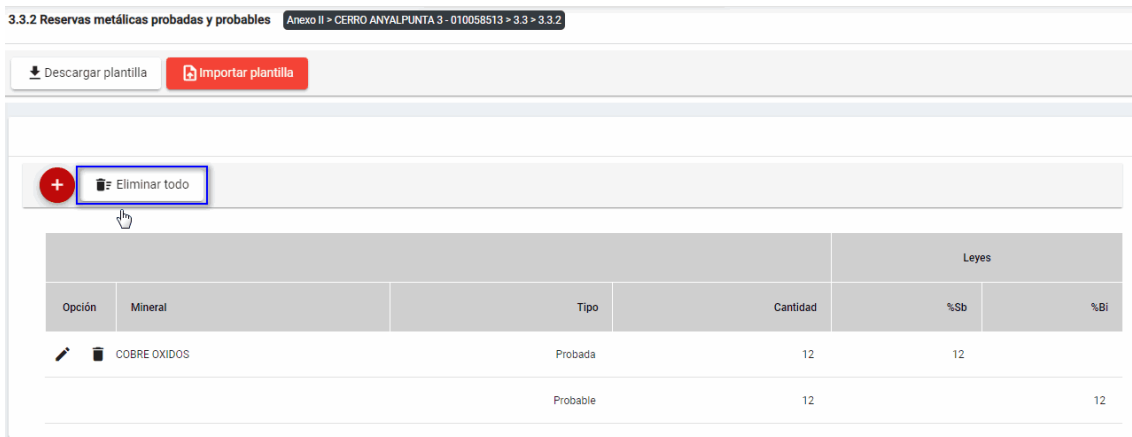 3.3.2 Reservas metálicas probadas y probables Anexo II > CERRO ANYALPUNTA 3 - 010058513 > 3.3 > 3.3.2
Descargar plantilla Importar plantilla
+ Eliminar todo
Leyes
Opción Mineral Tipo Cantidad %Sb %Bi
COBRE OXIDOS Probada 12 12
Probable 12 12